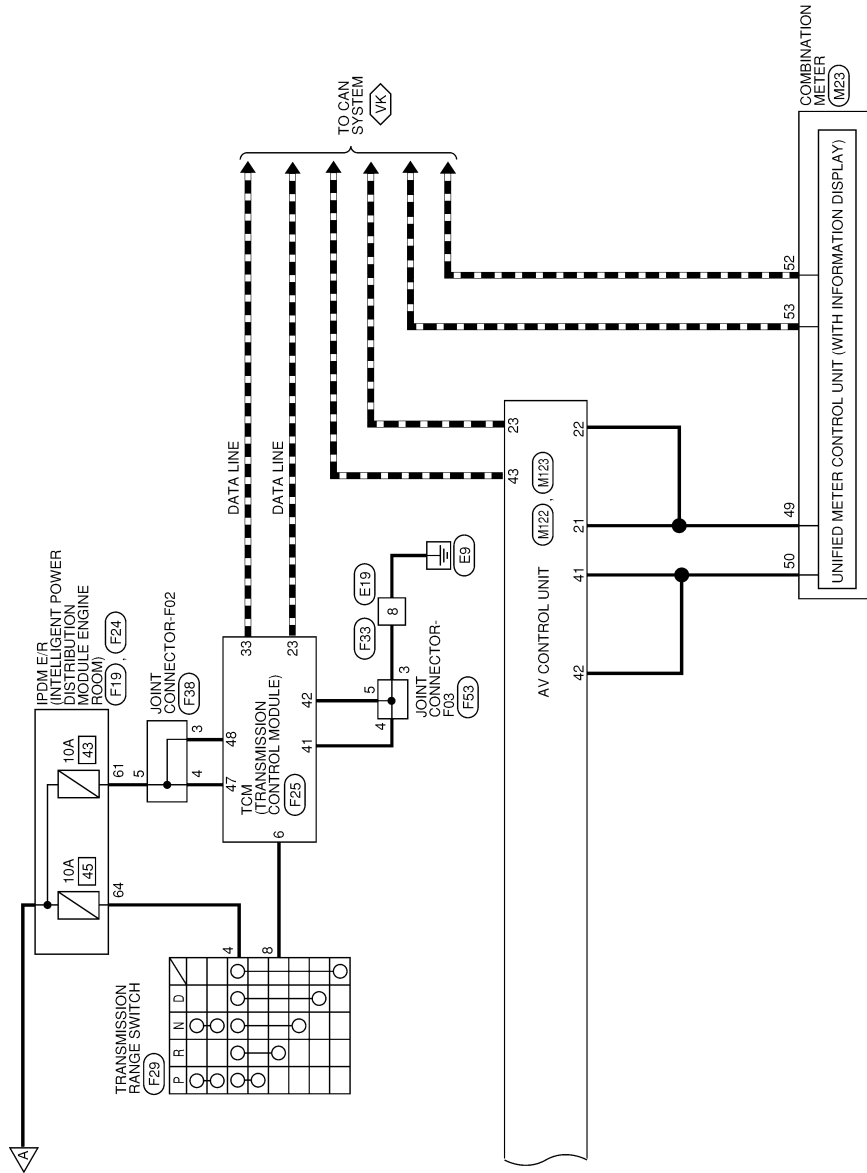 A
IPDM E/R
(INTELLIGENT POWER
DISTRIBUTION
MODULE ENGINE
ROOM)
F19 , F24
10A
45
10A
43
64
61
JOINT
CONNECTOR-F02
F38
5
4
3
TRANSMISSION
RANGE SWITCH
F29
P R N D
4
8
6
47
48
TCM
(TRANSMISSION
CONTROL MODULE)
F25
33
23
41
42
DATA LINE
DATA LINE
TO CAN
SYSTEM
VK
4
5
3
JOINT
CONNECTOR-
F03
F53
F33
8
E19
E9
43
23
AV CONTROL UNIT
M122 , M123
42
41
21
22
50
49
53
52
COMBINATION
METER
M23
UNIFIED METER CONTROL UNIT (WITH INFORMATION DISPLAY)